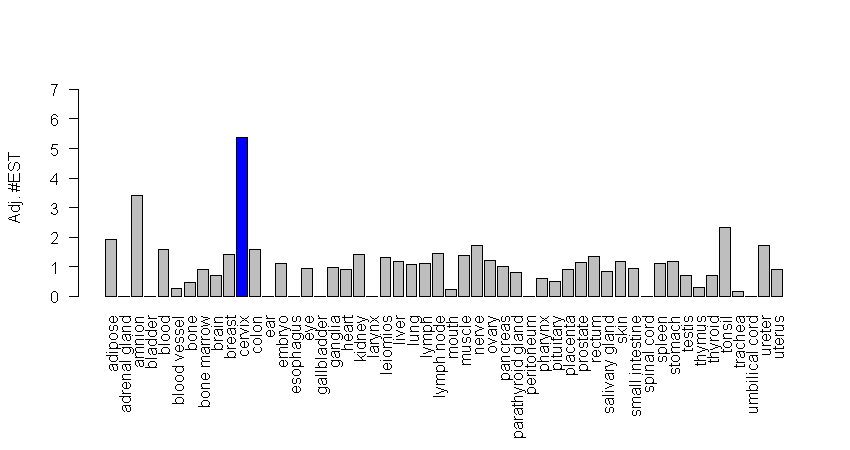 Adj. #EST
7
6
5
4
3
2
1
0
adipose
adrenal gland
amnion
bladder
blood
blood vessel
bone
bone marrow
brain
breast
cervix
colon
ear
embryo
esophagus
eye
gallbladder
ganglia
heart
kidney
larynx
leiomios
liver
lung
lymph
lymph node
mouth
muscle
nerve
ovary
pancreas
parathyroid gland
peritoneum
pharynx
pituitary
placenta
prostate
rectum
salivary gland
skin
small intestine
spinal cord
spleen
stomach
testis
thymus
thyroid
tonsil
trachea
umbilical cord
ureter
uterus